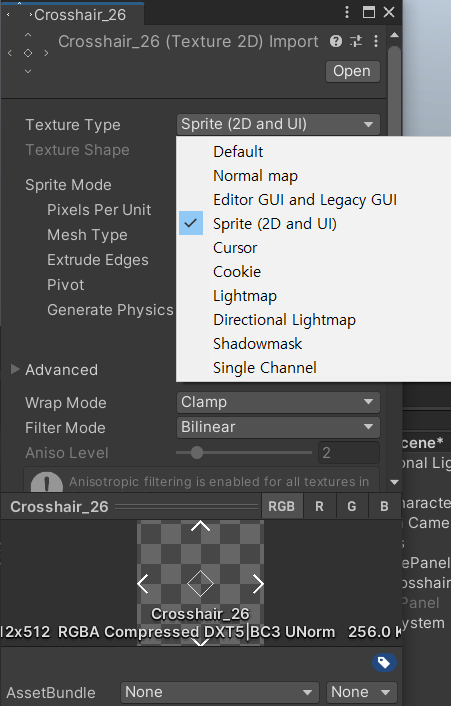 Crosshair_26
Crosshair_26 (Texture 2D) Import
Open
Texture Type
Sprite (2D and UI)
Texture Shape
Default
Normal map
Editor GUI and Legacy GUI
Sprite (2D and UI)
Cursor
Cookie
Lightmap
Directional Lightmap
Shadowmask
Single Channel
Sprite Mode
Pixels Per Unit
Mesh Type
Extrude Edges
Pivot
Generate Physics
Advanced
Wrap Mode
Clamp
Filter Mode
Bilinear
Aniso Level
2
Anisotropic filtering is enabled for all textures in
cene*
onal Lig
aracte
Came
s
ePanel
osshair
Panel
ystem
Crosshair_26
RGB R G B
Crosshair_26
12x512 RGBA Compressed DXT5|BC3 UNorm 256.0 K
AssetBundle
None
None